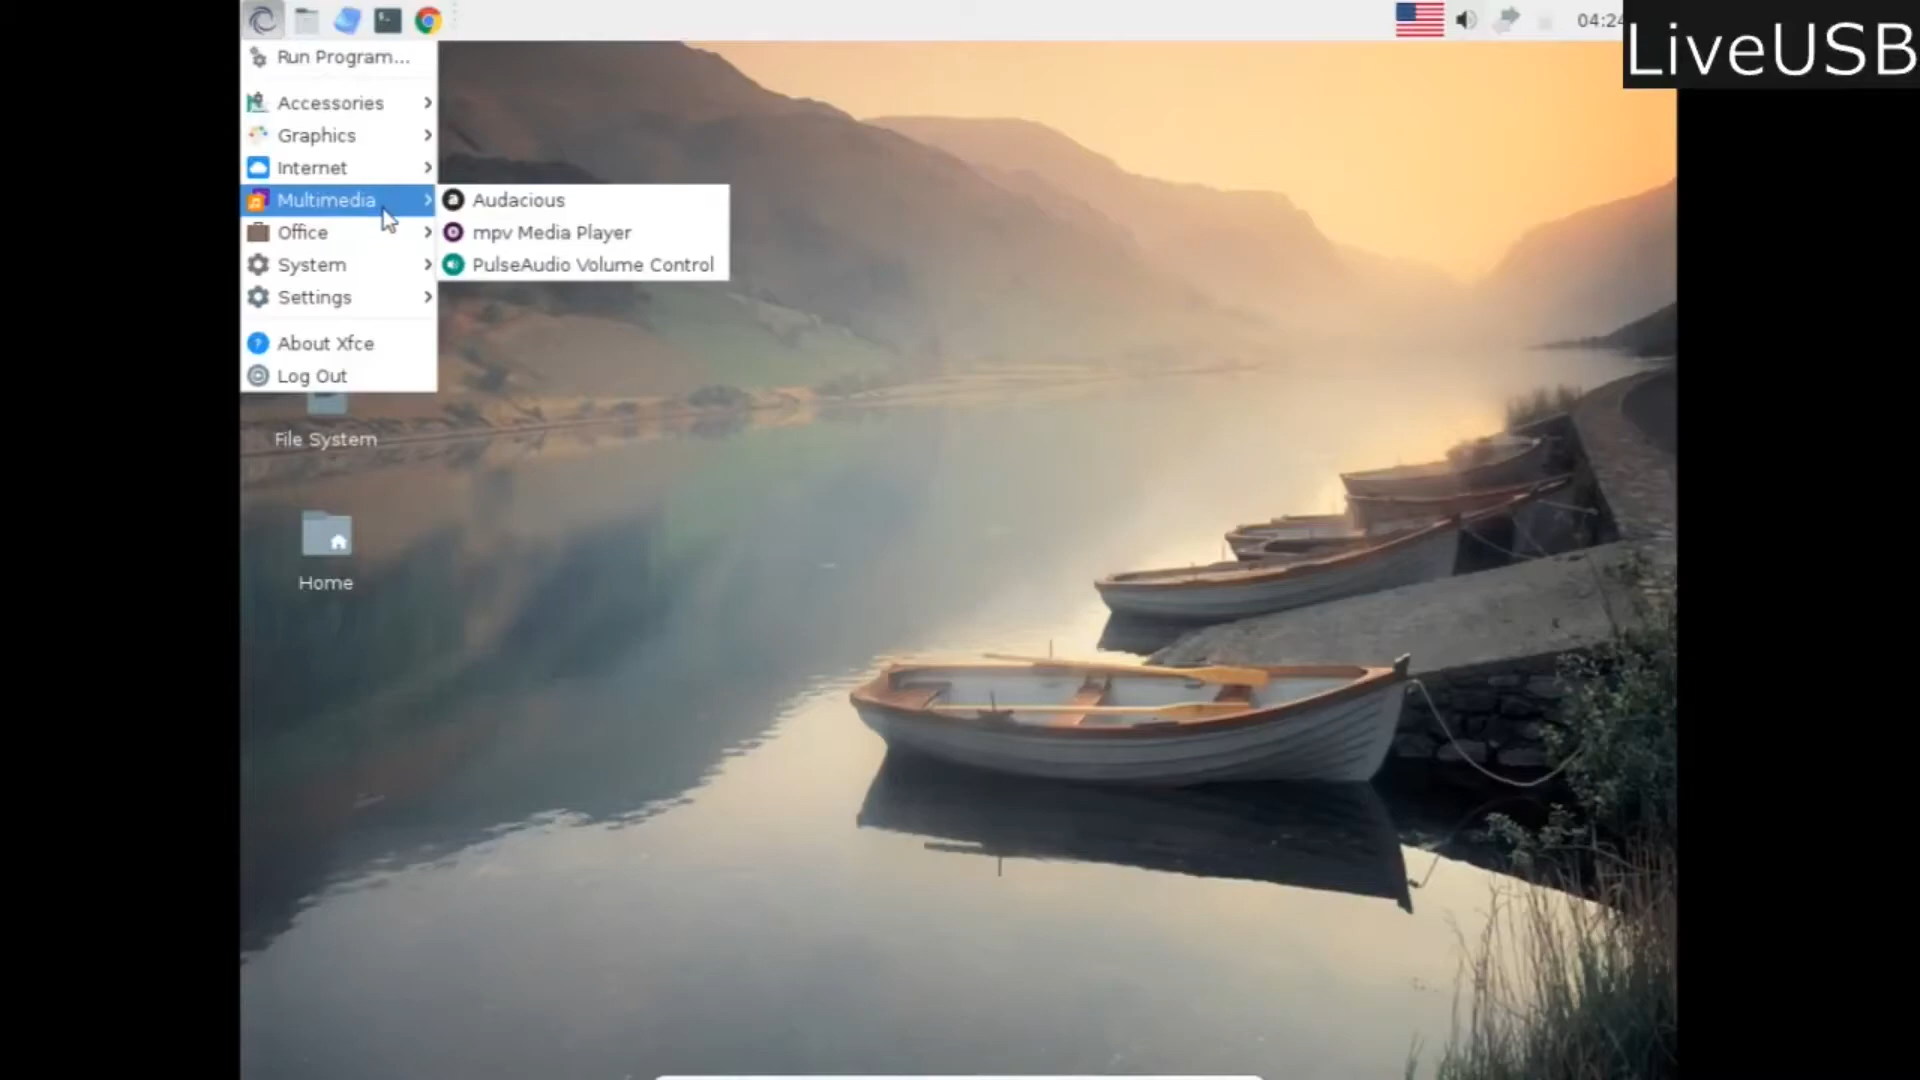 04:24
LiveUSB
Run Program...
Accessories
Graphics
Internet
Multimedia
Office
System
Settings
About Xfce
Log Out
Audacious
mpv Media Player
PulseAudio Volume Control
File System
Home